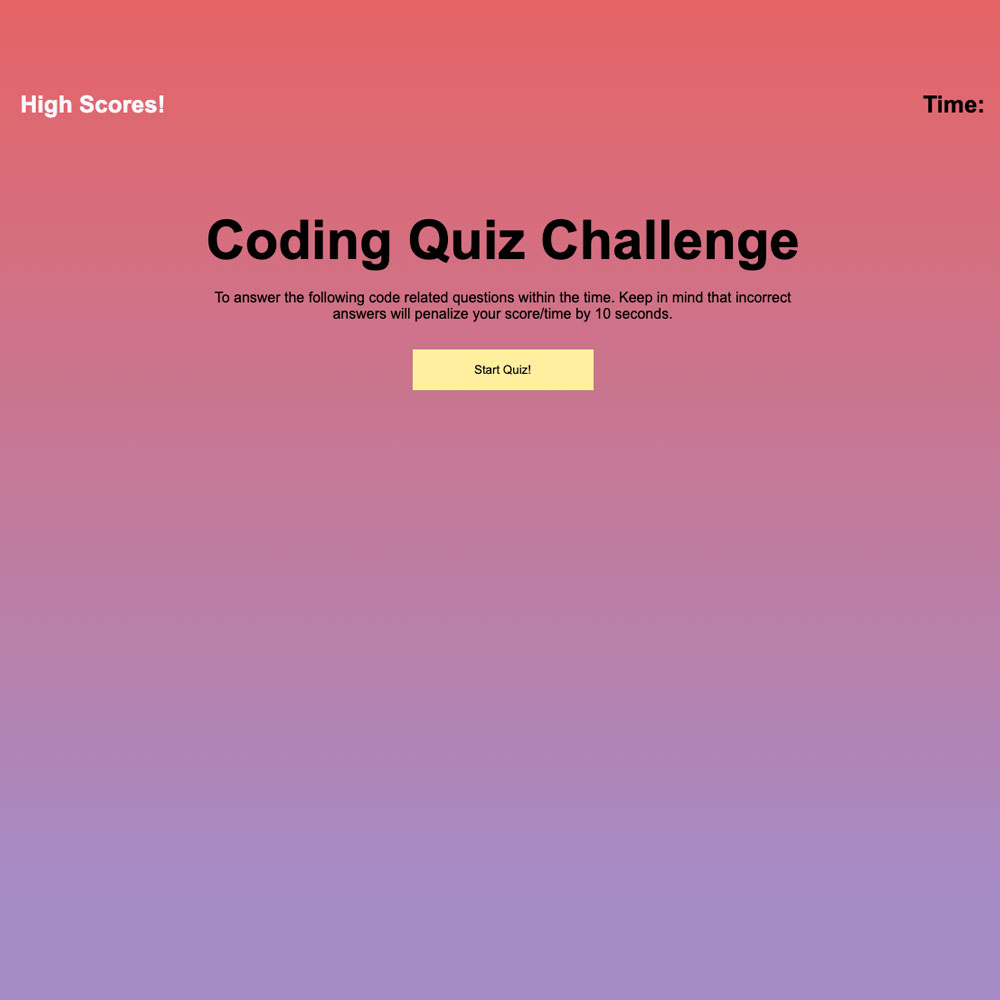 High Scores!
Time:
Coding Quiz Challenge
To answer the following code related questions within the time. Keep in mind that incorrect
answers will penalize your score/time by 10 seconds.
Start Quiz!